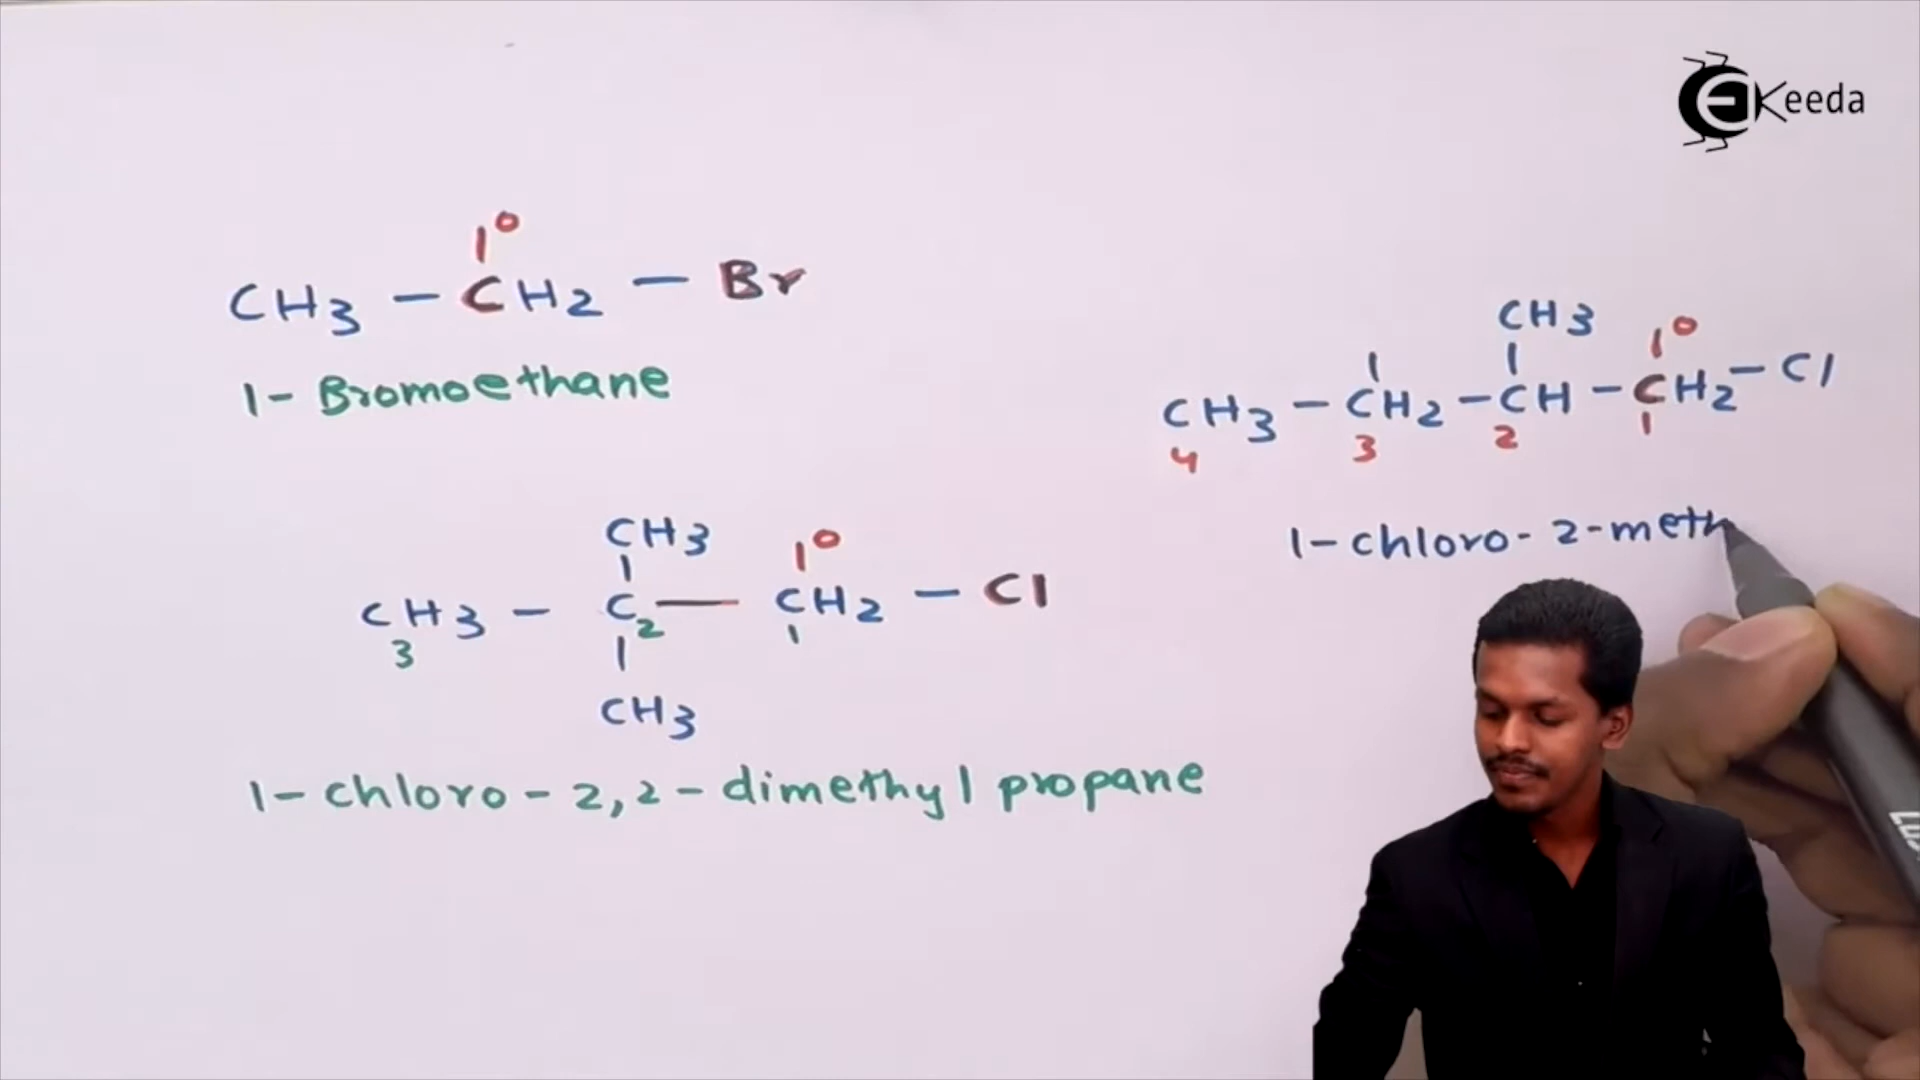 EKeeda
1°
CH3 - CH2 - Br
1- Bromoethane
CH3
1°
CH3 - CH2 - CH - CH2 - Cl
4 3 2 1
1- chloro- 2-meth
CH3
1°
CH3 - C - CH2 - Cl
3 2 1
CH3
1- chloro - 2,2 - dimethyl propane